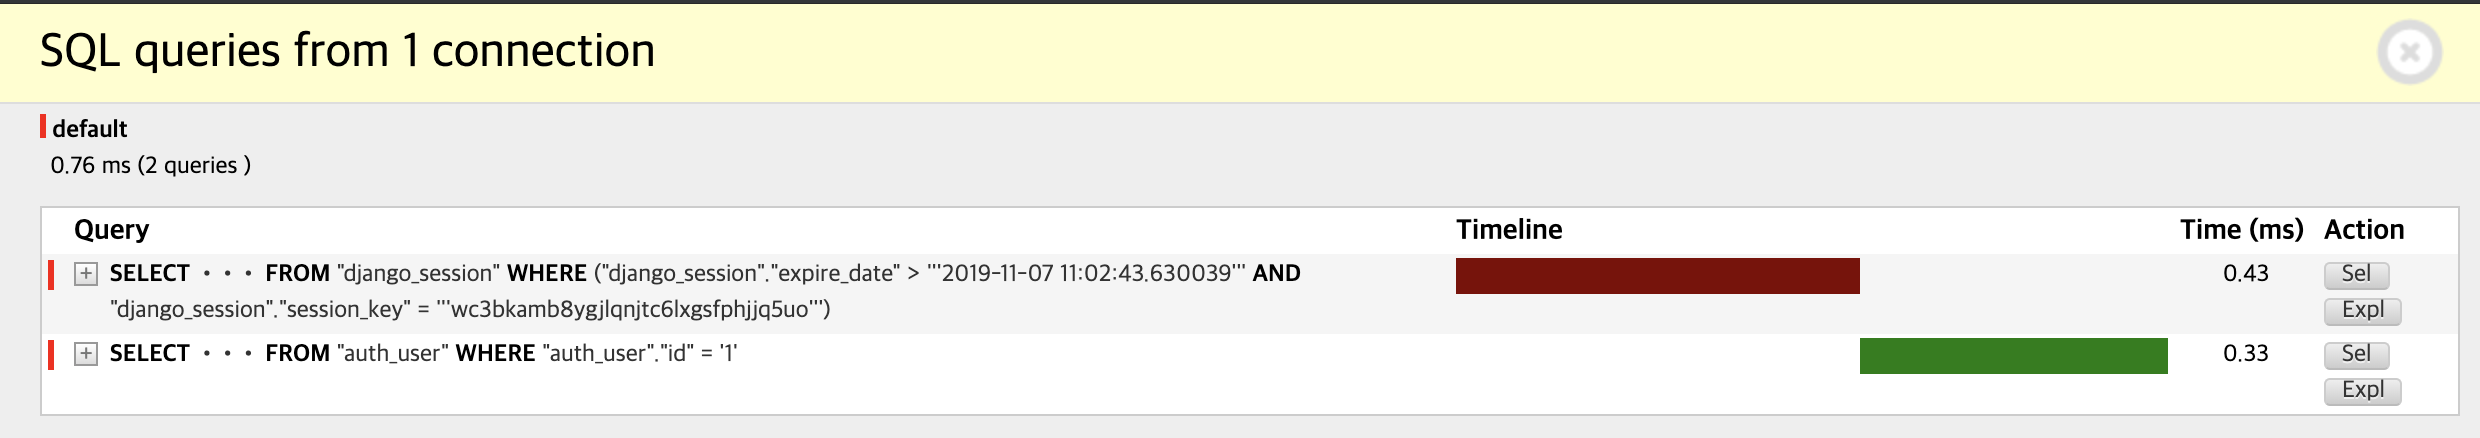 SQL queries from 1 connection
default
0.76 ms (2 queries )
Query Timeline Time (ms) Action
+ SELECT • • • FROM "django_session" WHERE ("django_session"."expire_date" > '''2019-11-07 11:02:43.630039''' AND 0.43 Sel
"django_session"."session_key" = '''wc3bkamb8ygjlqnjtc6lxgsfphjjq5uo''') Expl
+ SELECT • • • FROM "auth_user" WHERE "auth_user"."id" = '1' 0.33 Sel
Expl